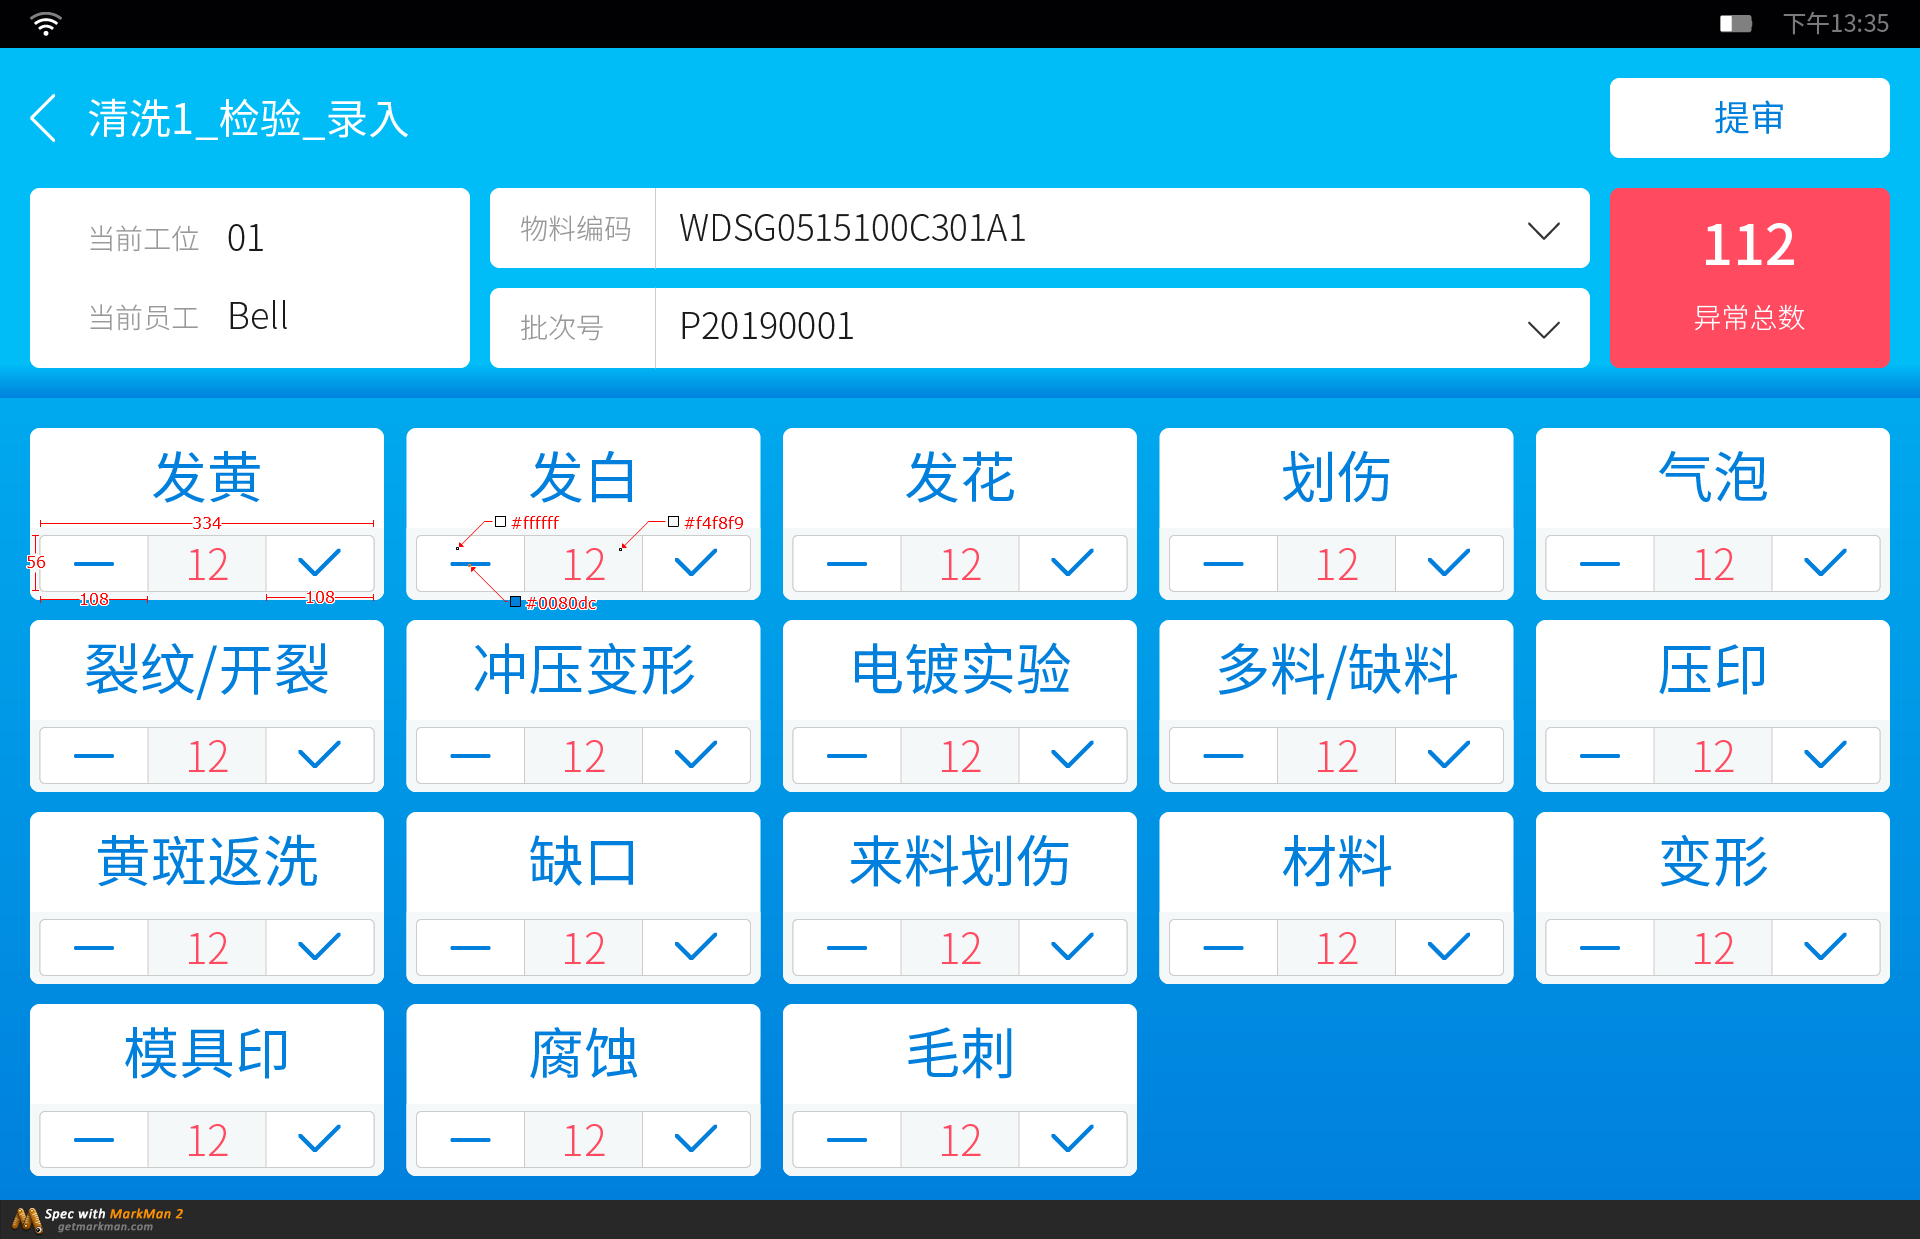 下午13:35
清洗1_检验_录入
提审
当前工位 01
当前员工 Bell
物料编码 WDSG0515100C301A1
批次号 P20190001
112
异常总数
发黄 发白 发花 划伤 气泡
334 #ffffff #f4f8f9
56 12 12 12 12 12
108 108 #0080dc
裂纹/开裂 冲压变形 电镀实验 多料/缺料 压印
12 12 12 12 12
黄斑返洗 缺口 来料划伤 材料 变形
12 12 12 12 12
模具印 腐蚀 毛刺
12 12 12
Spec with MarkMan 2
getmarkman.com